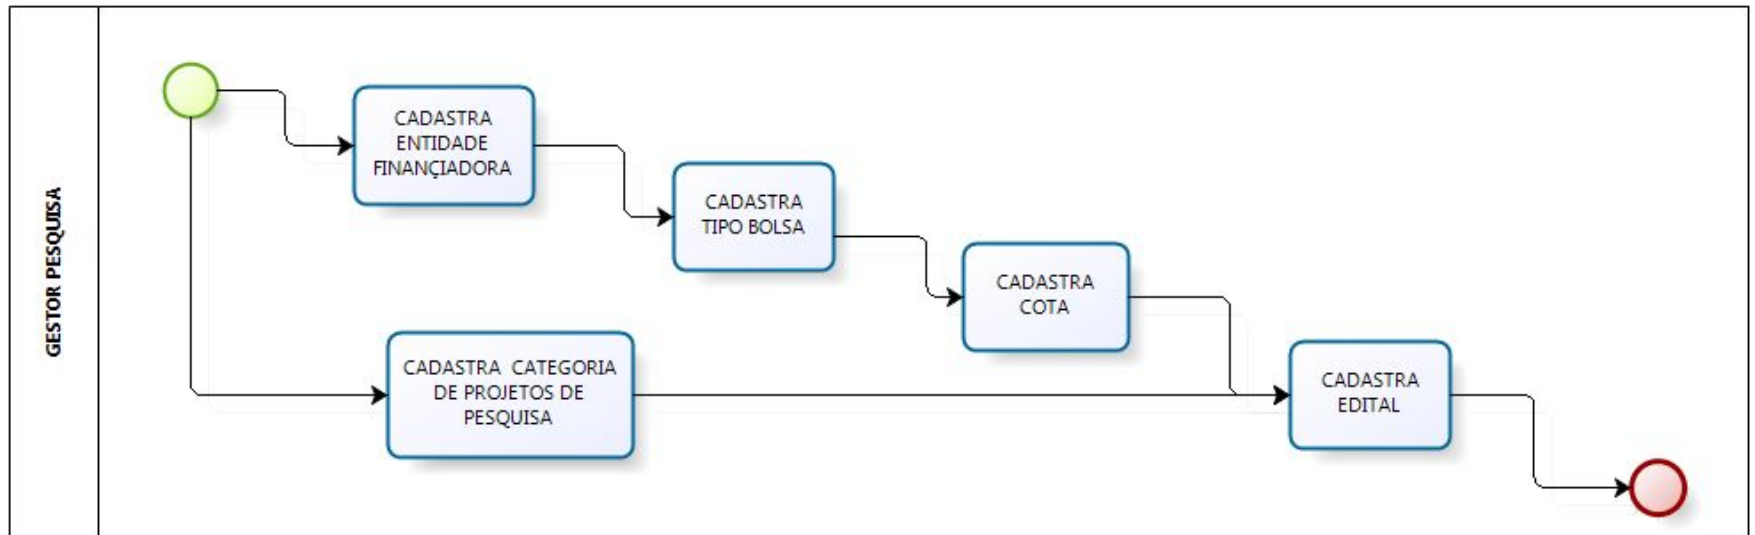 GESTOR PESQUISA
CADASTRA
ENTIDADE
FINANÇIADORA
CADASTRA
TIPO BOLSA
CADASTRA
COTA
CADASTRA CATEGORIA
DE PROJETOS DE
PESQUISA
CADASTRA
EDITAL